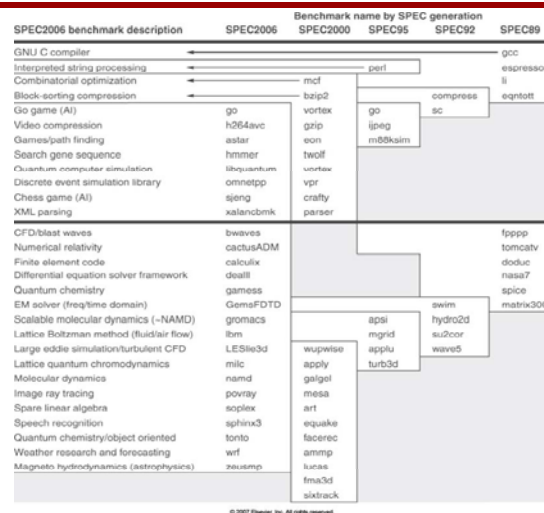 Benchmark name by SPEC generation
SPEC2006 benchmark description SPEC2006 SPEC2000 SPEC95 SPEC92 SPEC89
GNU C compiler gcc
Interpreted string processing perl espresso
Combinatorial optimization mcf li
Block-sorting compression bzip2 compress eqntott
Go game (AI) go vortex go sc
Video compression h264avc gzip ijpeg
Games/path finding astar eon m88ksim
Search gene sequence hmmer twolf
Quantum computer simulation libquantum vortex
Discrete event simulation library omnetpp vpr
Chess game (AI) sjeng crafty
XML parsing xalancbmk parser
CFD/blast waves bwaves fpppp
Numerical relativity cactusADM tomcatv
Finite element code calculix doduc
Differential equation solver framework dealll nasa7
Quantum chemistry gamess spice
EM solver (freq/time domain) GemsFDTD swim matrix300
Scalable molecular dynamics (~NAMD) gromacs apsi hydro2d
Lattice Boltzman method (fluid/air flow) lbm mgrid su2cor
Large eddie simulation/turbulent CFD LESlie3d wupwise applu wave5
Lattice quantum chromodynamics milc apply turb3d
Molecular dynamics namd galgel
Image ray tracing povray mesa
Spare linear algebra soplex art
Speech recognition sphinx3 equake
Quantum chemistry/object oriented tonto facerec
Weather research and forecasting wrf ammp
Magneto hydrodynamics (astrophysics) zeusmp lucas
fma3d
sixtrack
© 2007 Elsevier, Inc. All rights reserved.